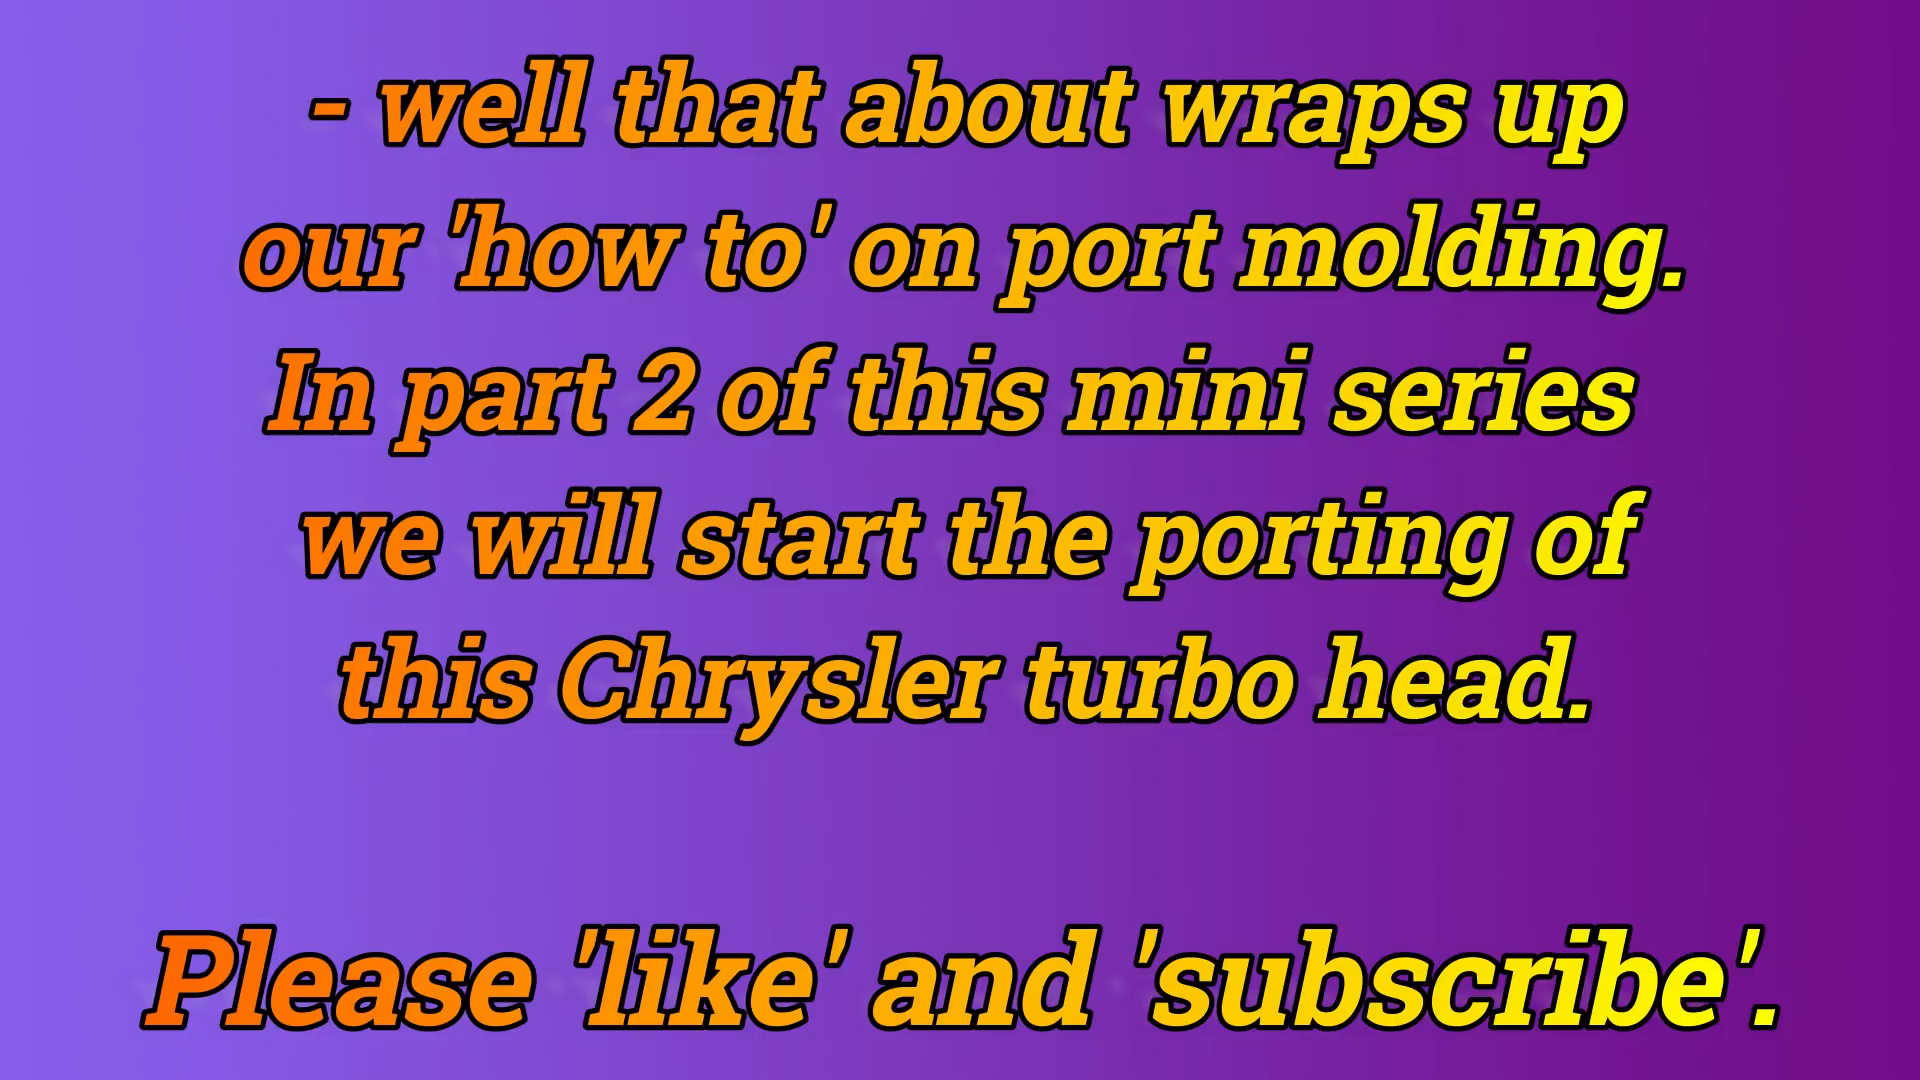 - well that about wraps up
our 'how to' on port molding.
In part 2 of this mini series
we will start the porting of
this Chrysler turbo head.
Please 'like' and 'subscribe'.